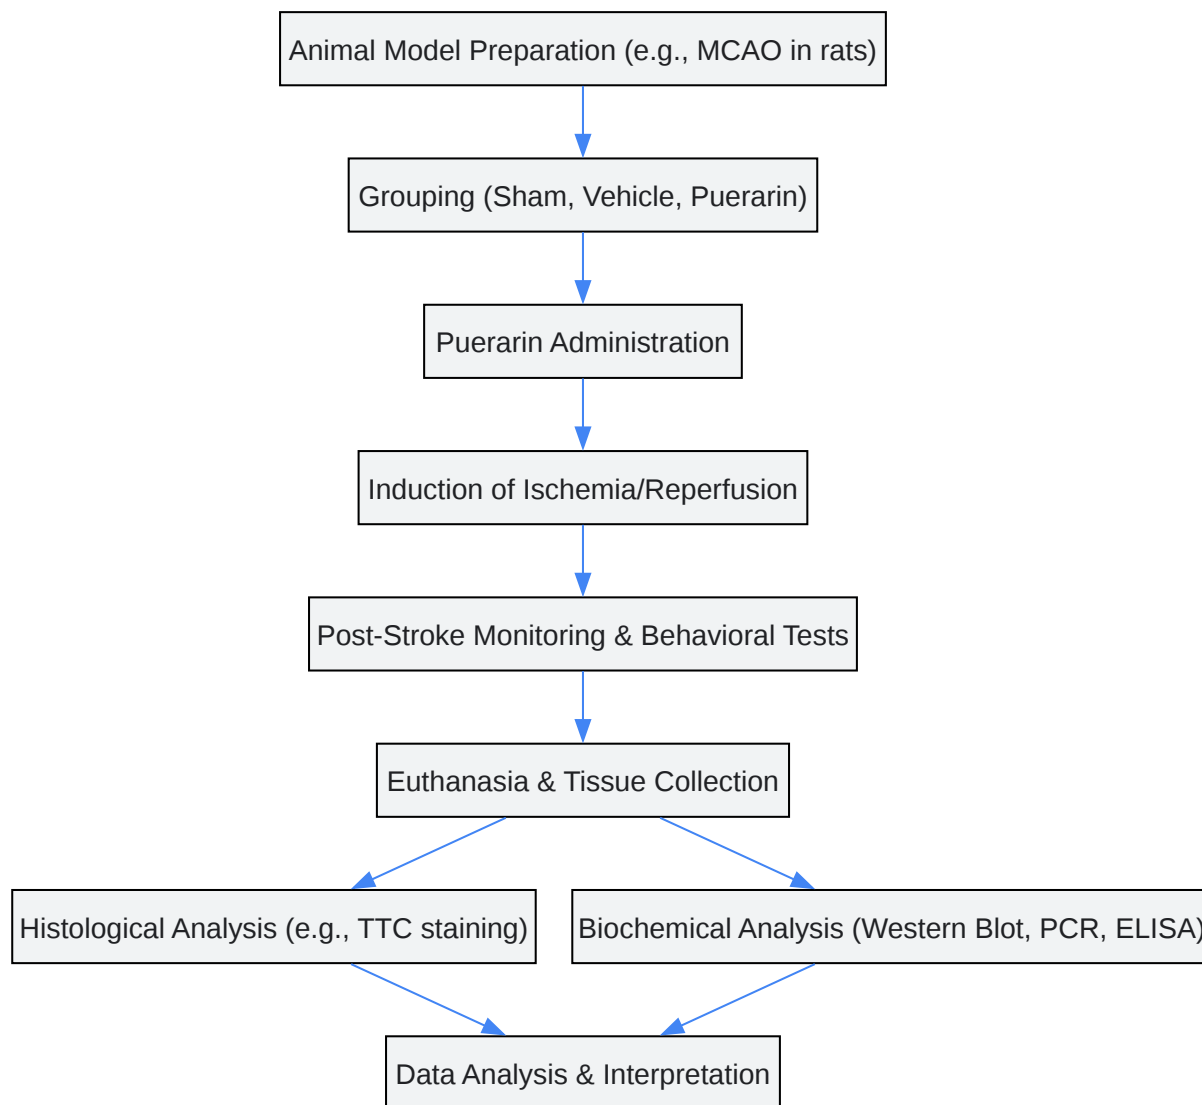 Animal Model Preparation (e.g., MCAO in rats)
Grouping (Sham, Vehicle, Puerarin)
Puerarin Administration
Induction of Ischemia/Reperfusion
Post-Stroke Monitoring & Behavioral Tests
Euthanasia & Tissue Collection
Histological Analysis (e.g., TTC staining)
Biochemical Analysis (Western Blot, PCR, ELISA)
Data Analysis & Interpretation